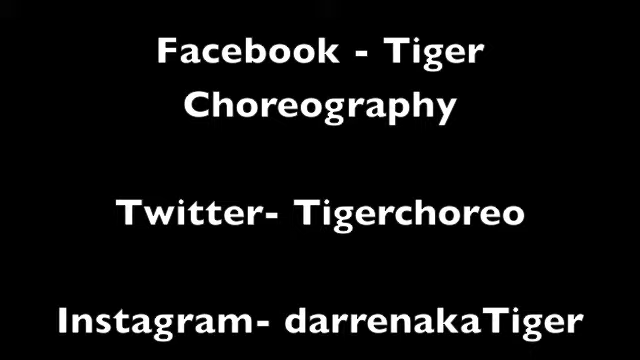 Facebook - Tiger
Choreography
Twitter- Tigerchoreo
Instagram- darrenakaTiger